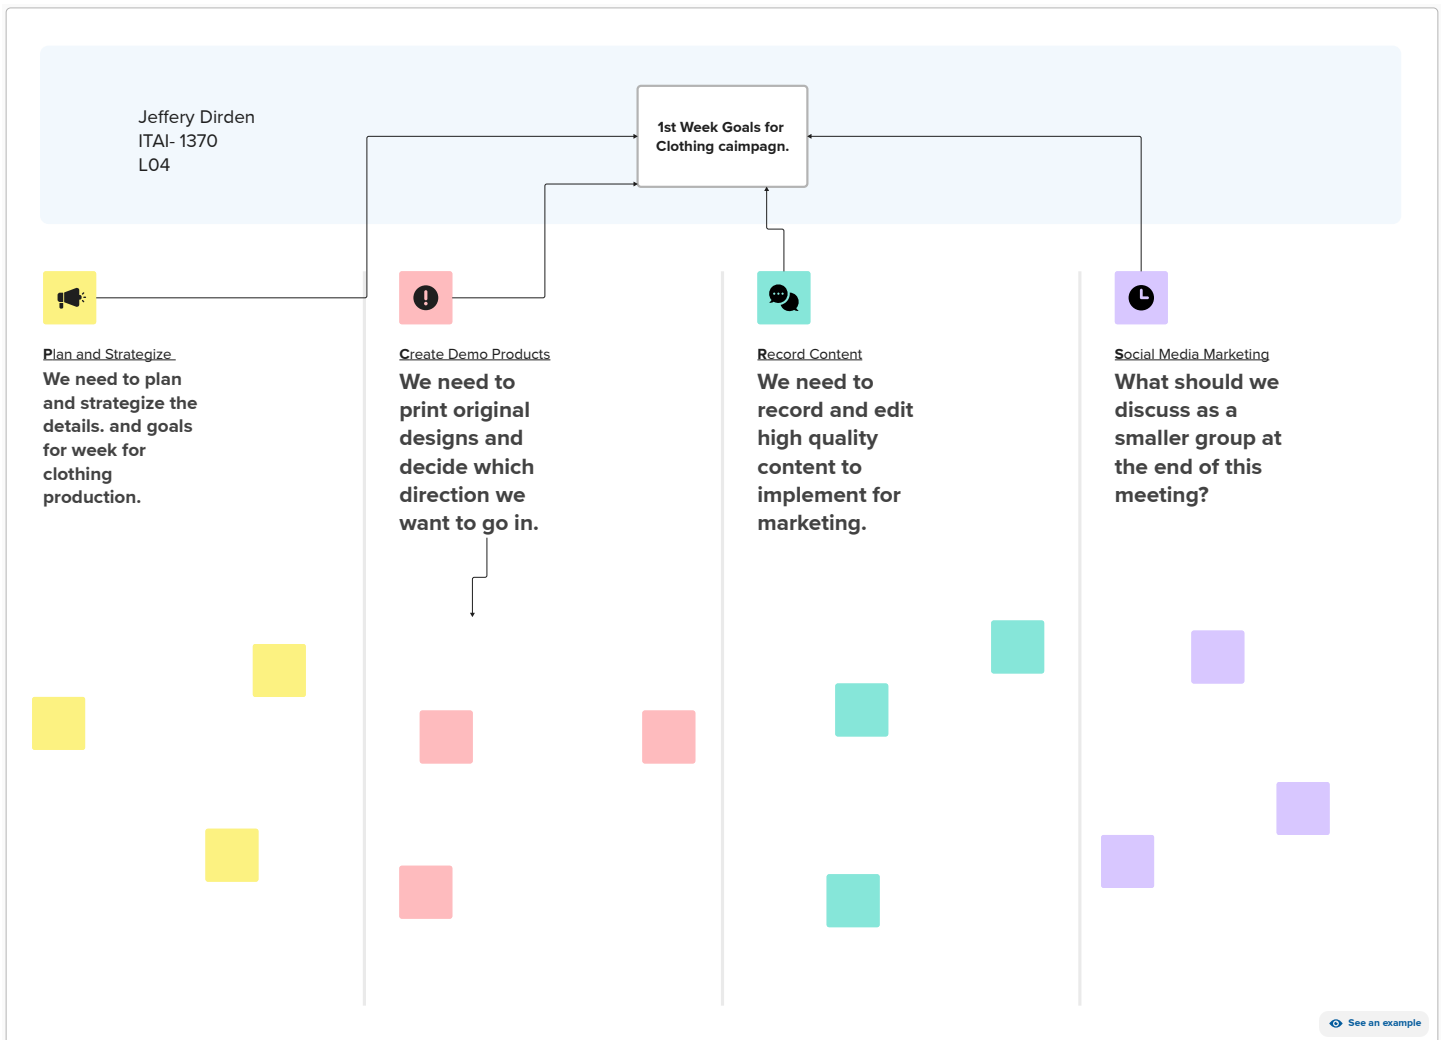 Jeffery Dirden
ITAI- 1370
L04
1st Week Goals for
Clothing caimpagn.
Plan and Strategize
We need to plan
and strategize the
details. and goals
for week for
clothing
production.
Create Demo Products
We need to
print original
designs and
decide which
direction we
want to go in.
Record Content
We need to
record and edit
high quality
content to
implement for
marketing.
Social Media Marketing
What should we
discuss as a
smaller group at
the end of this
meeting?
See an example